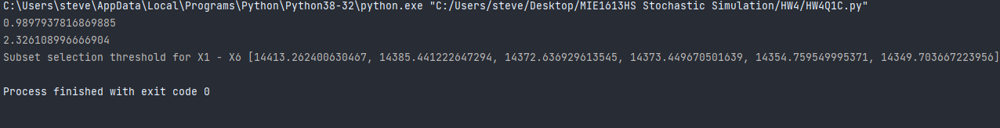 C:\Users\steve\AppData\Local\Programs\Python\Python38-32\python.exe "C:/Users/steve/Desktop/MIE1613HS Stochastic Simulation/HW4/HW4Q1C.py"
0.9897937816869885
2.326108996666904
Subset selection threshold for X1 - X6 [14413.262400630467, 14385.441222647294, 14372.636929613545, 14373.449670501639, 14354.759549995371, 14349.703667223956]
Process finished with exit code 0